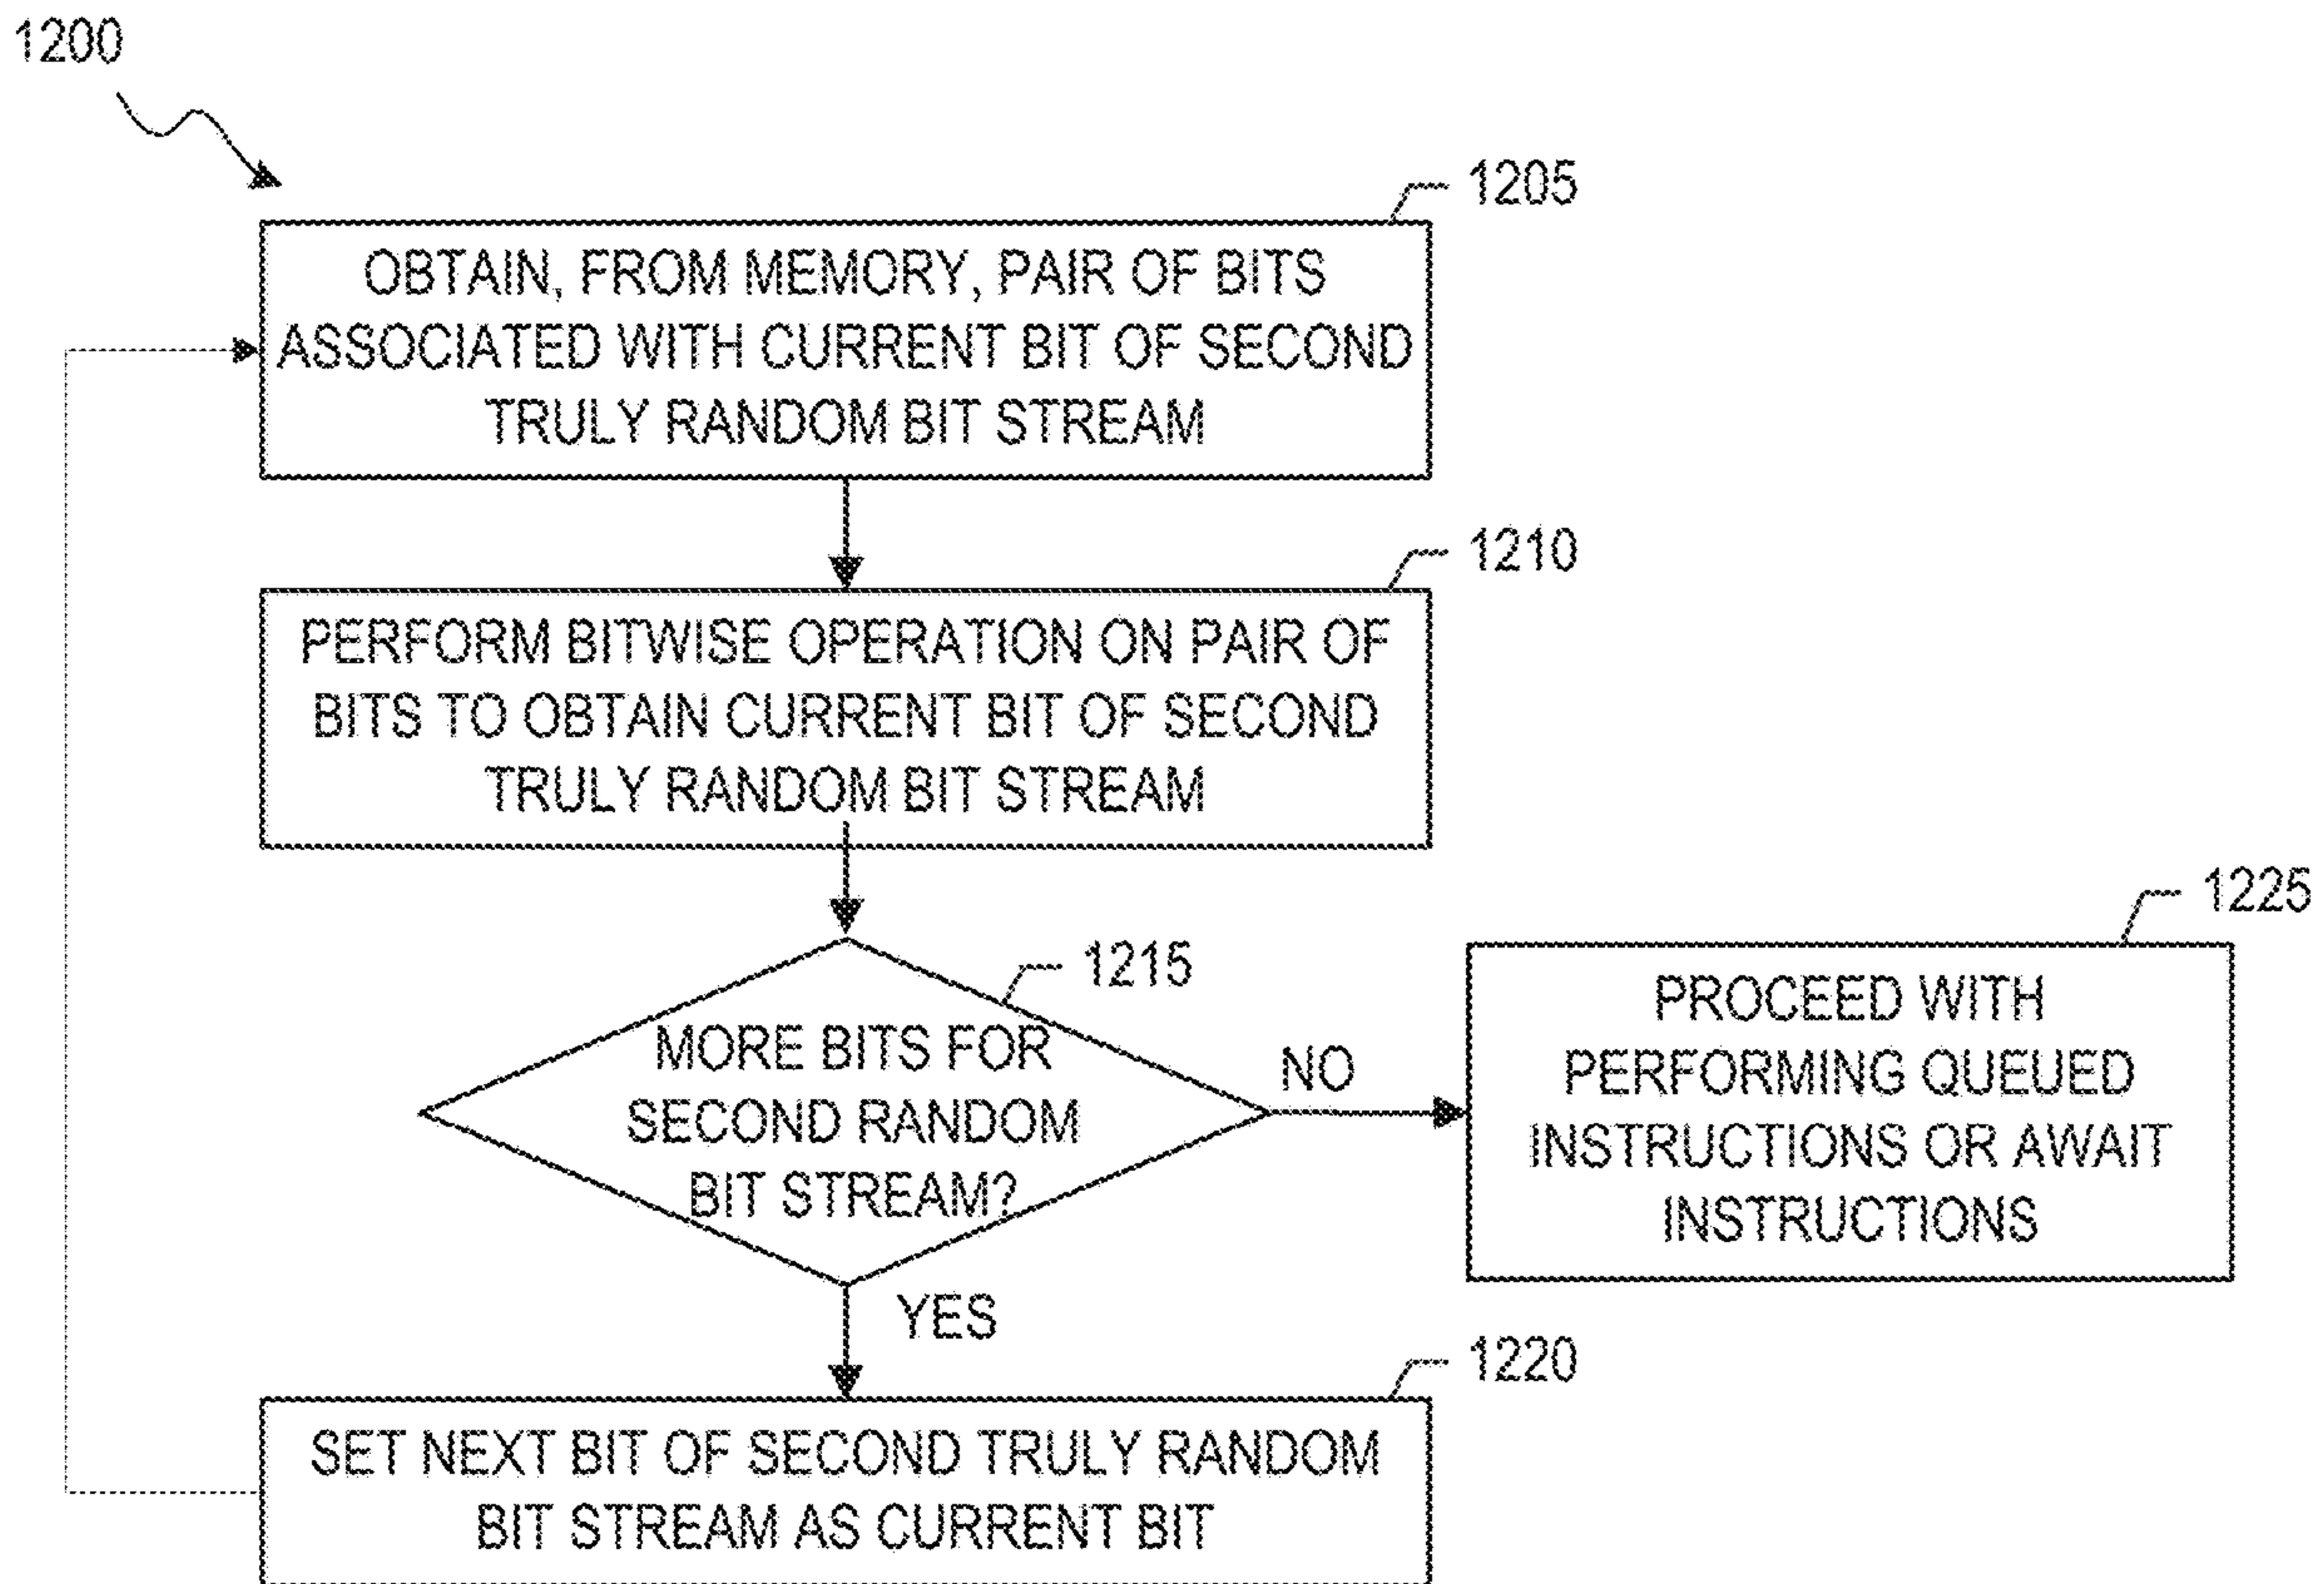 1200
1205
OBTAIN, FROM MEMORY, PAIR OF BITS
ASSOCIATED WITH CURRENT BIT OF SECOND
TRULY RANDOM BIT STREAM
1210
PERFORM BITWISE OPERATION ON PAIR OF
BITS TO OBTAIN CURRENT BIT OF SECOND
TRULY RANDOM BIT STREAM
1215
MORE BITS FOR
SECOND RANDOM
BIT STREAM?
NO
1225
PROCEED WITH
PERFORMING QUEUED
INSTRUCTIONS OR AWAIT
INSTRUCTIONS
YES
1220
SET NEXT BIT OF SECOND TRULY RANDOM
BIT STREAM AS CURRENT BIT